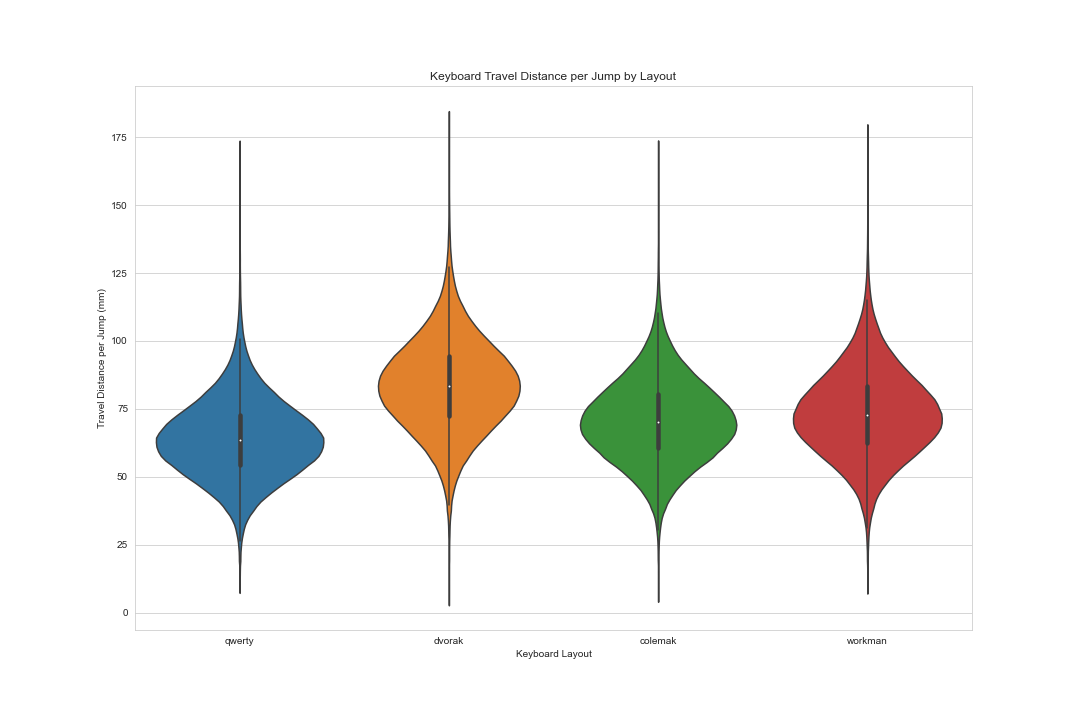 Keyboard Travel Distance per Jump by Layout
Travel Distance per Jump (mm)
175
150
125
100
75
50
25
0
qwerty dvorak colemak workman
Keyboard Layout